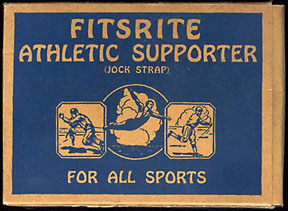 FITSRITE
ATHLETIC SUPPORTER
(JOCK STRAP)
FOR ALL SPORTS